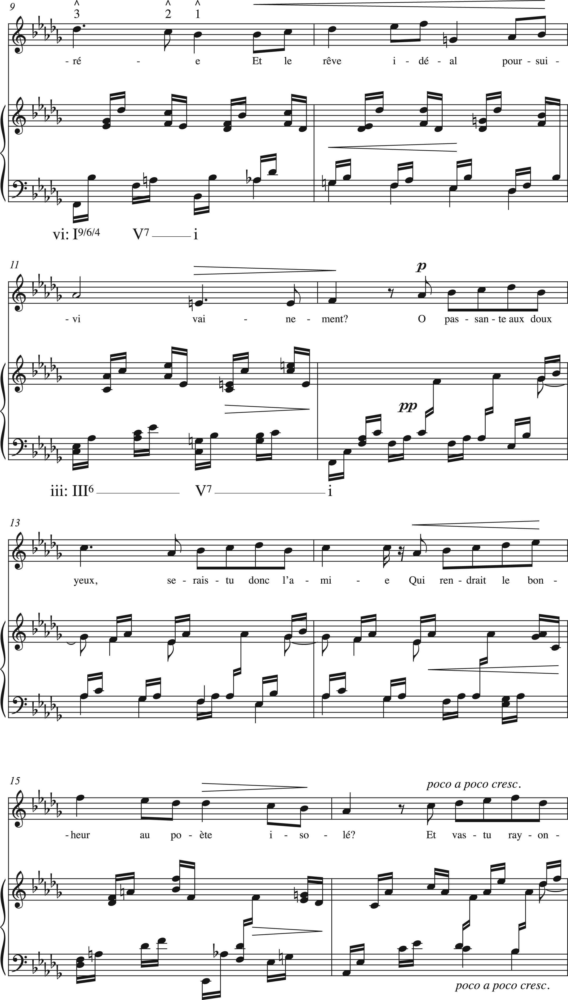 9
^ ^ ^
3 2 1
- ré - e Et le rêve i - dé - al pour - sui -
vi: I9/6/4 V7 i
11
p
- vi vai - ne - ment? O pas - san - te aux doux
pp
iii: III6 V7 i
13
yeux, se - rais - tu donc l’a - mi - e Qui ren - drait le bon -
15
poco a poco cresc.
- heur au po - ète i - so - lé? Et vas - tu ray - on -
poco a poco cresc.